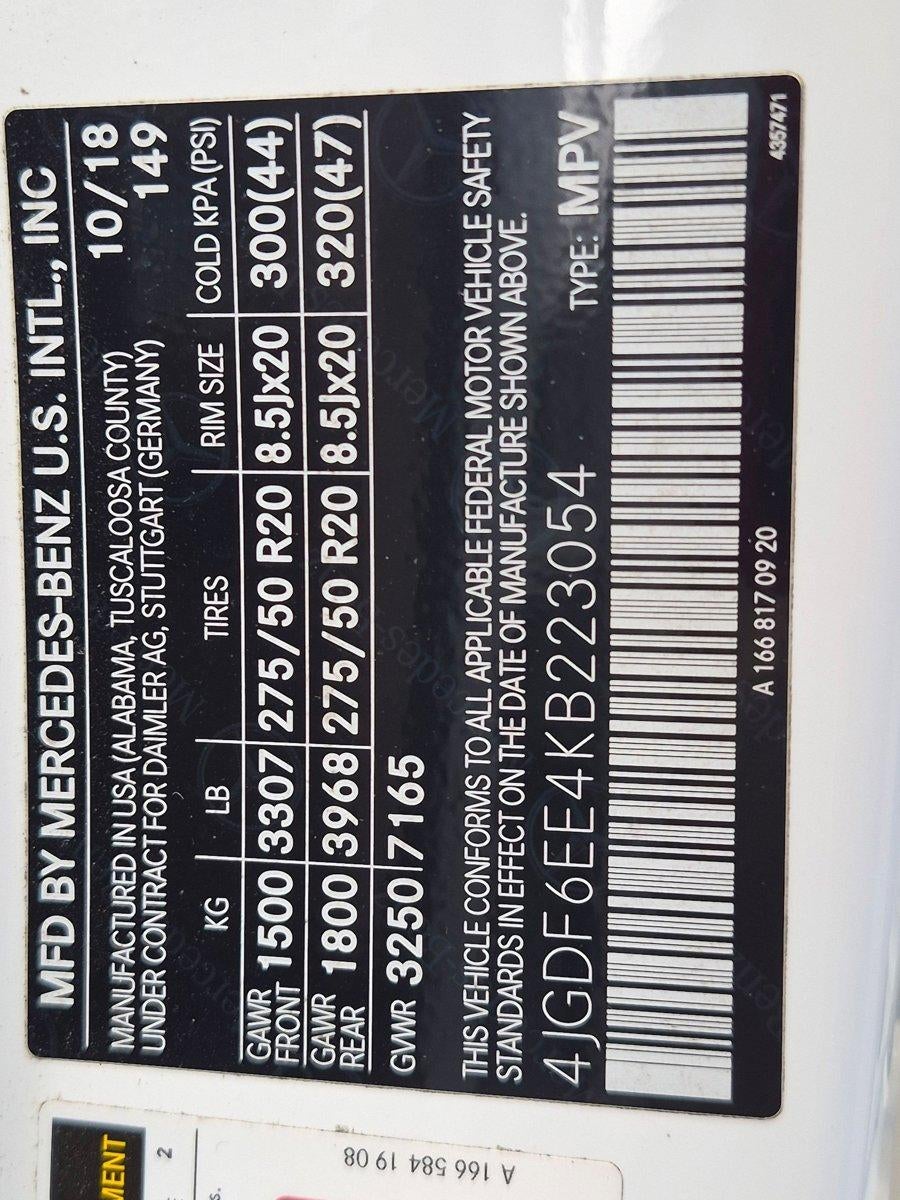 MFD BY MERCEDES-BENZ U.S. INTL., INC
10/18
MANUFACTURED IN USA (ALABAMA, TUSCALOOSA COUNTY)
149
UNDER CONTRACT FOR DAIMLER AG, STUTTGART (GERMANY)
KG LB TIRES RIM SIZE COLD KPA (PSI)
GAWR FRONT 1500 3307 275/50 R20 8.5Jx20 300(44)
GAWR REAR 1800 3968 275/50 R20 8.5Jx20 320(47)
GVWR 3250 7165
THIS VEHICLE CONFORMS TO ALL APPLICABLE FEDERAL MOTOR VEHICLE SAFETY
STANDARDS IN EFFECT ON THE DATE OF MANUFACTURE SHOWN ABOVE.
4JGDF6EE4KB223054 TYPE: MPV
A 166 817 09 20
4357471
MENT
2
A 166 584 19 08